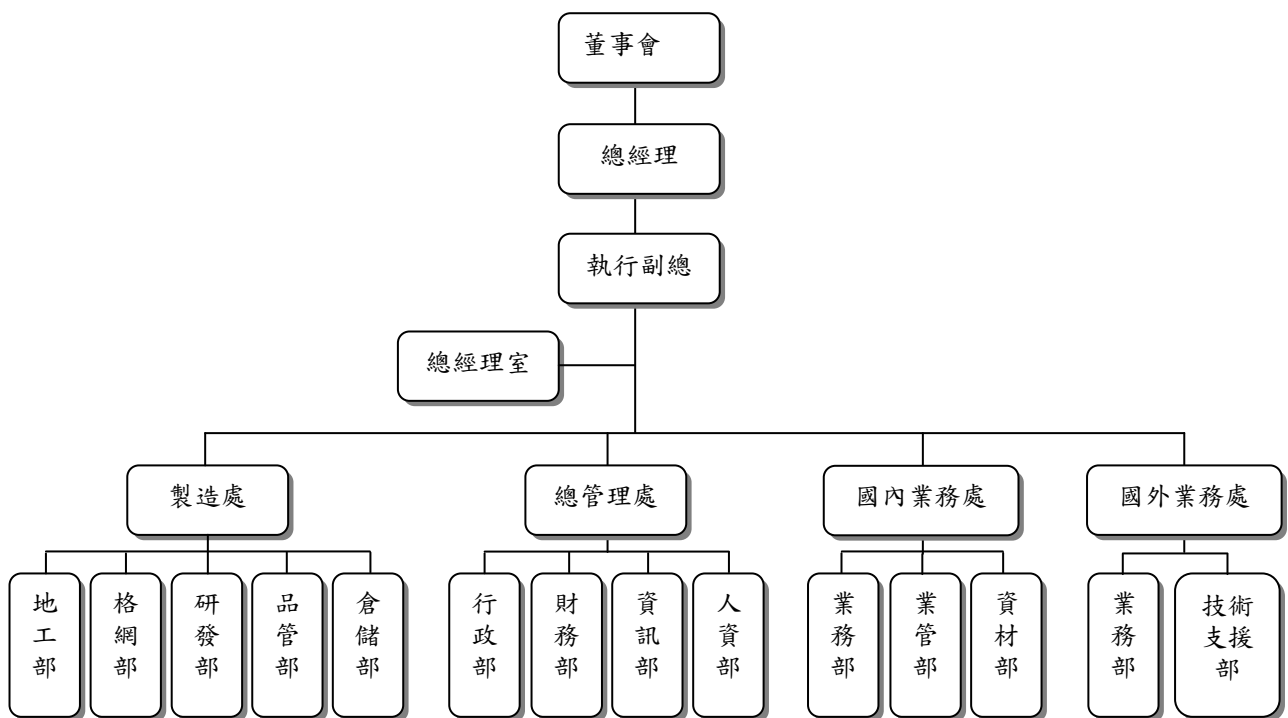 董事會
總經理
執行副總
總經理室
製造處
總管理處
國內業務處
國外業務處
地工部
格網部
研發部
品管部
倉儲部
行政部
財務部
資訊部
人資部
業務部
業管部
資材部
業務部
技術支援部